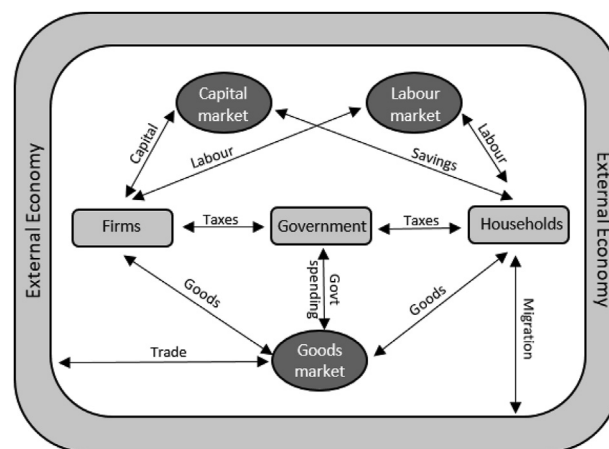 Capital
market
Labour
market
Capital
Labour
Savings
Labour
External Economy
External Economy
Firms
Taxes
Government
Taxes
Households
Goods
Govt
spending
Goods
Migration
Trade
Goods
market